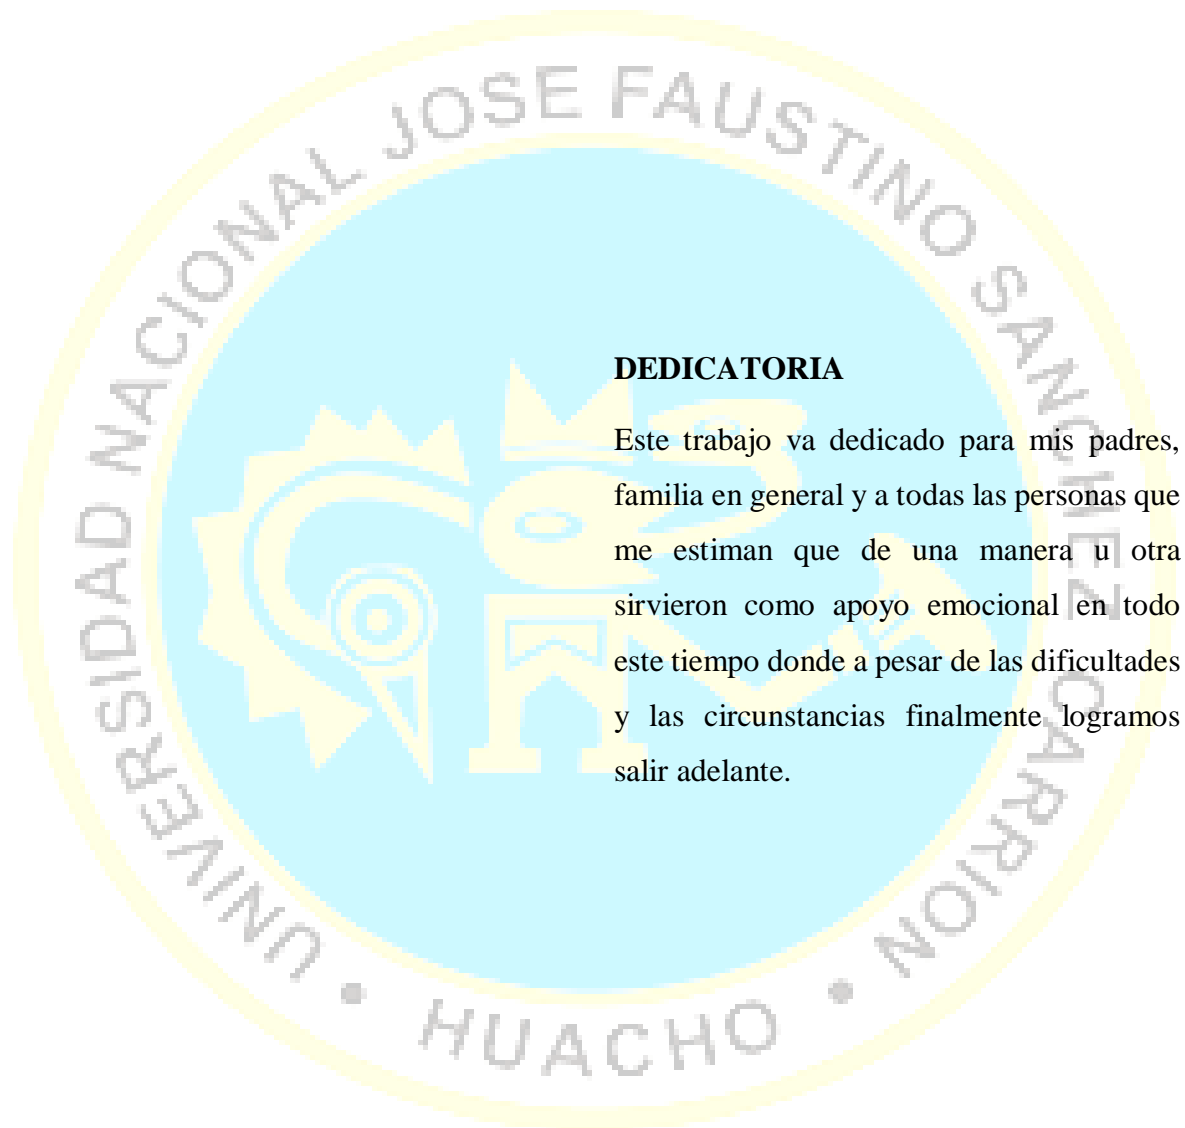 UNIVERSIDAD NACIONAL JOSE FAUSTINO SANCHEZ CARRION
• HUACHO •
DEDICATORIA
Este trabajo va dedicado para mis padres,
familia en general y a todas las personas que
me estiman que de una manera u otra
sirvieron como apoyo emocional en todo
este tiempo donde a pesar de las dificultades
y las circunstancias finalmente logramos
salir adelante.